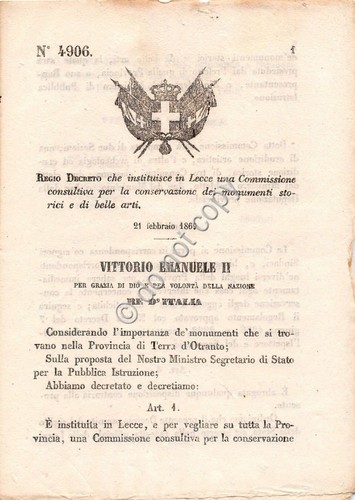 N° 4906.
1
REGIO DECRETO che instituisce in Lecce una Commissione
consultiva per la conservazione dei monumenti sto-
rici e di belle arti.
21 febbraio
VITTORIO EMANUELE II
PER GRAZIA DI DIO E PER VOLONTÀ DELLA NAZIONE
RE D'ITALIA
Considerando l'importanza de' monumenti che si tro-
vano nella Provincia di Terra d'Otranto;
Sulla proposta del Nostro Ministro Segretario di Stato
per la Pubblica Istruzione;
Abbiamo decretato e decretiamo:
Art. 1.
È instituita in Lecce, e per vegliare su tutta la Pro-
vincia, una Commissione consultiva per la conservazione
do not copy